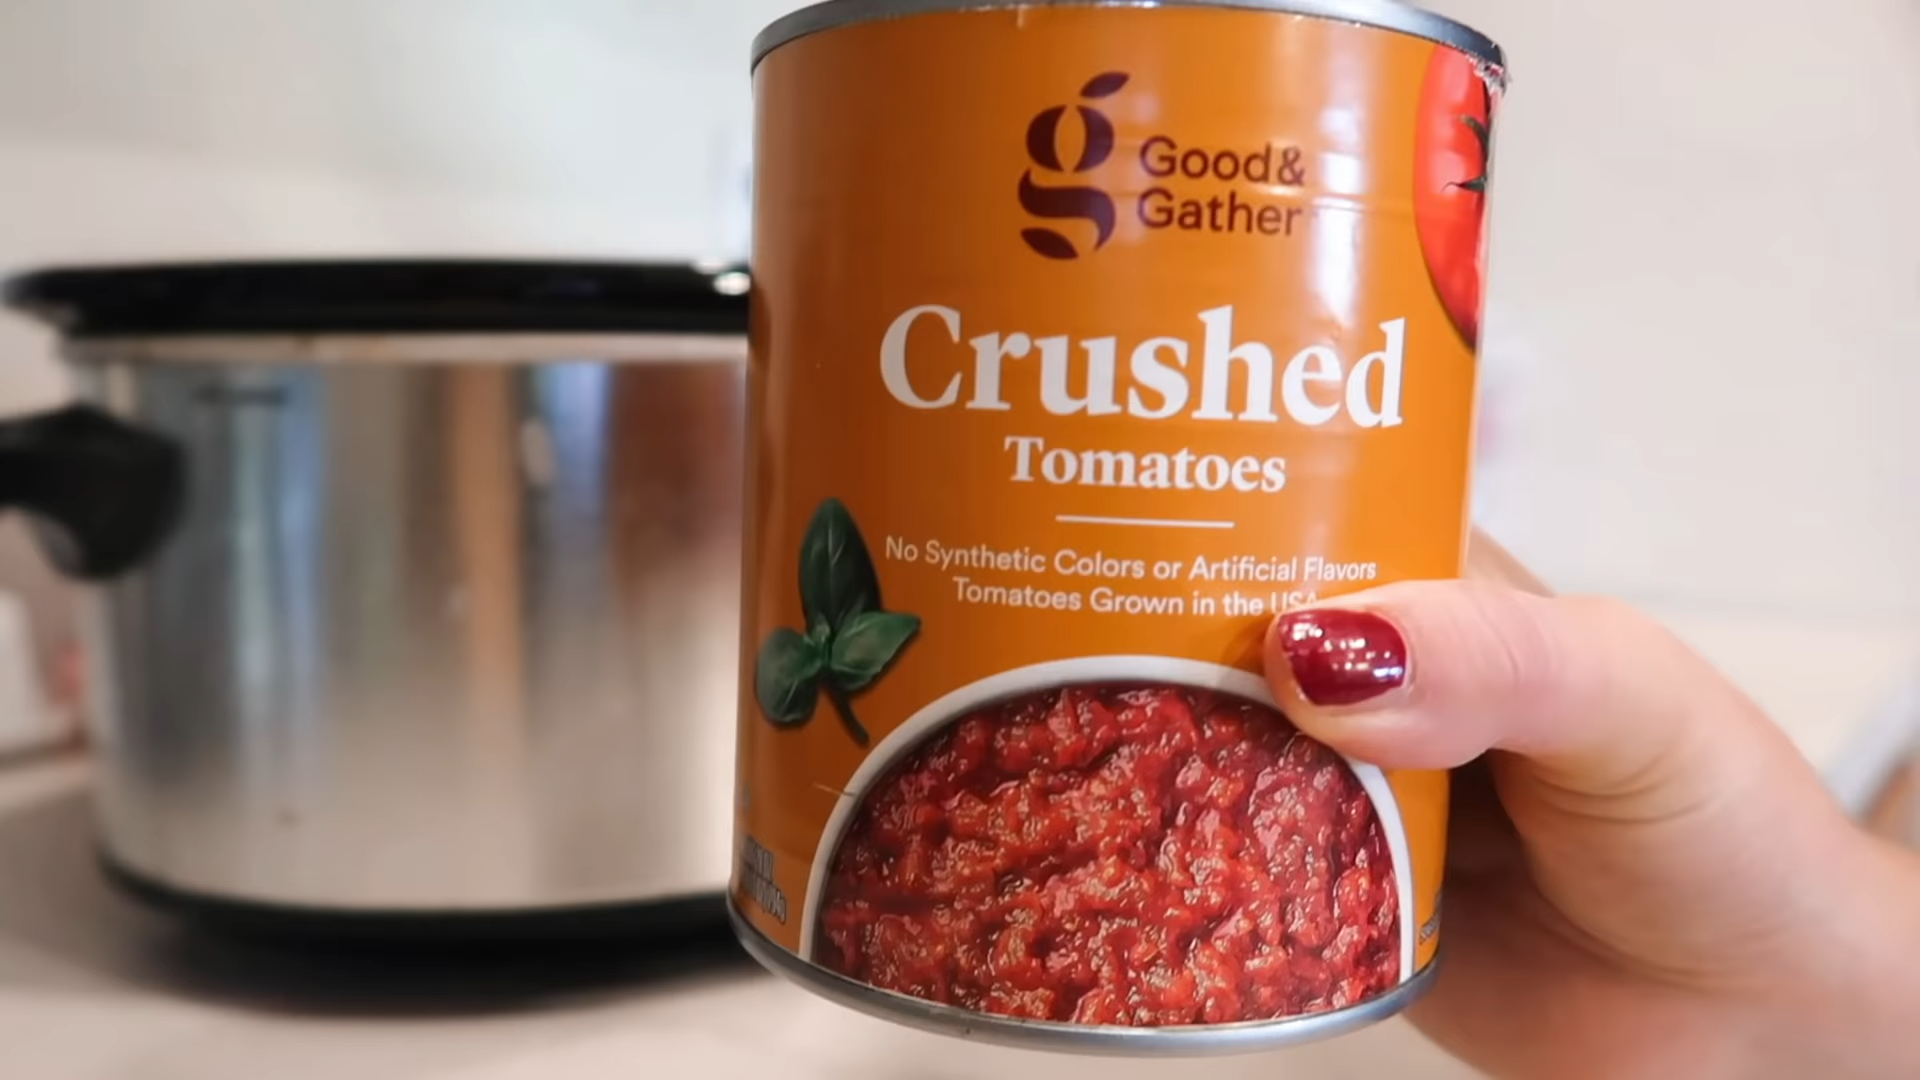 Good &
Gather
Crushed
Tomatoes
No Synthetic Colors or Artificial Flavors
Tomatoes Grown in the USA